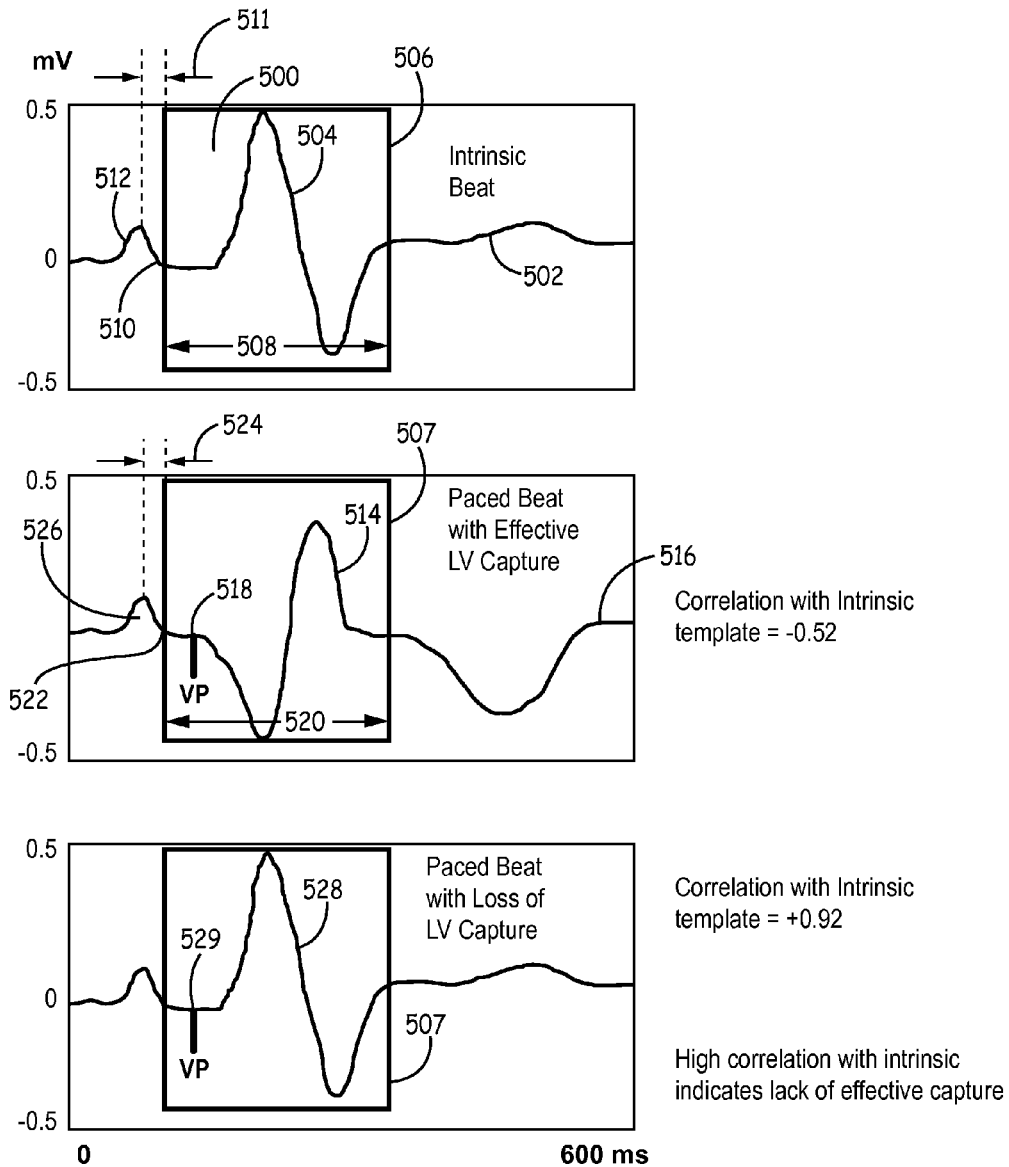 511
mV
500
506
0.5
504
Intrinsic
Beat
512
0
502
510
508
-0.5
524
507
0.5
Paced Beat
with Effective
LV Capture
526
514
516
518
Correlation with Intrinsic
template = -0.52
522
VP
520
-0.5
0.5
Paced Beat
with Loss of
LV Capture
528
Correlation with Intrinsic
template = +0.92
529
0
507
VP
High correlation with intrinsic
indicates lack of effective capture
-0.5
0
600 ms